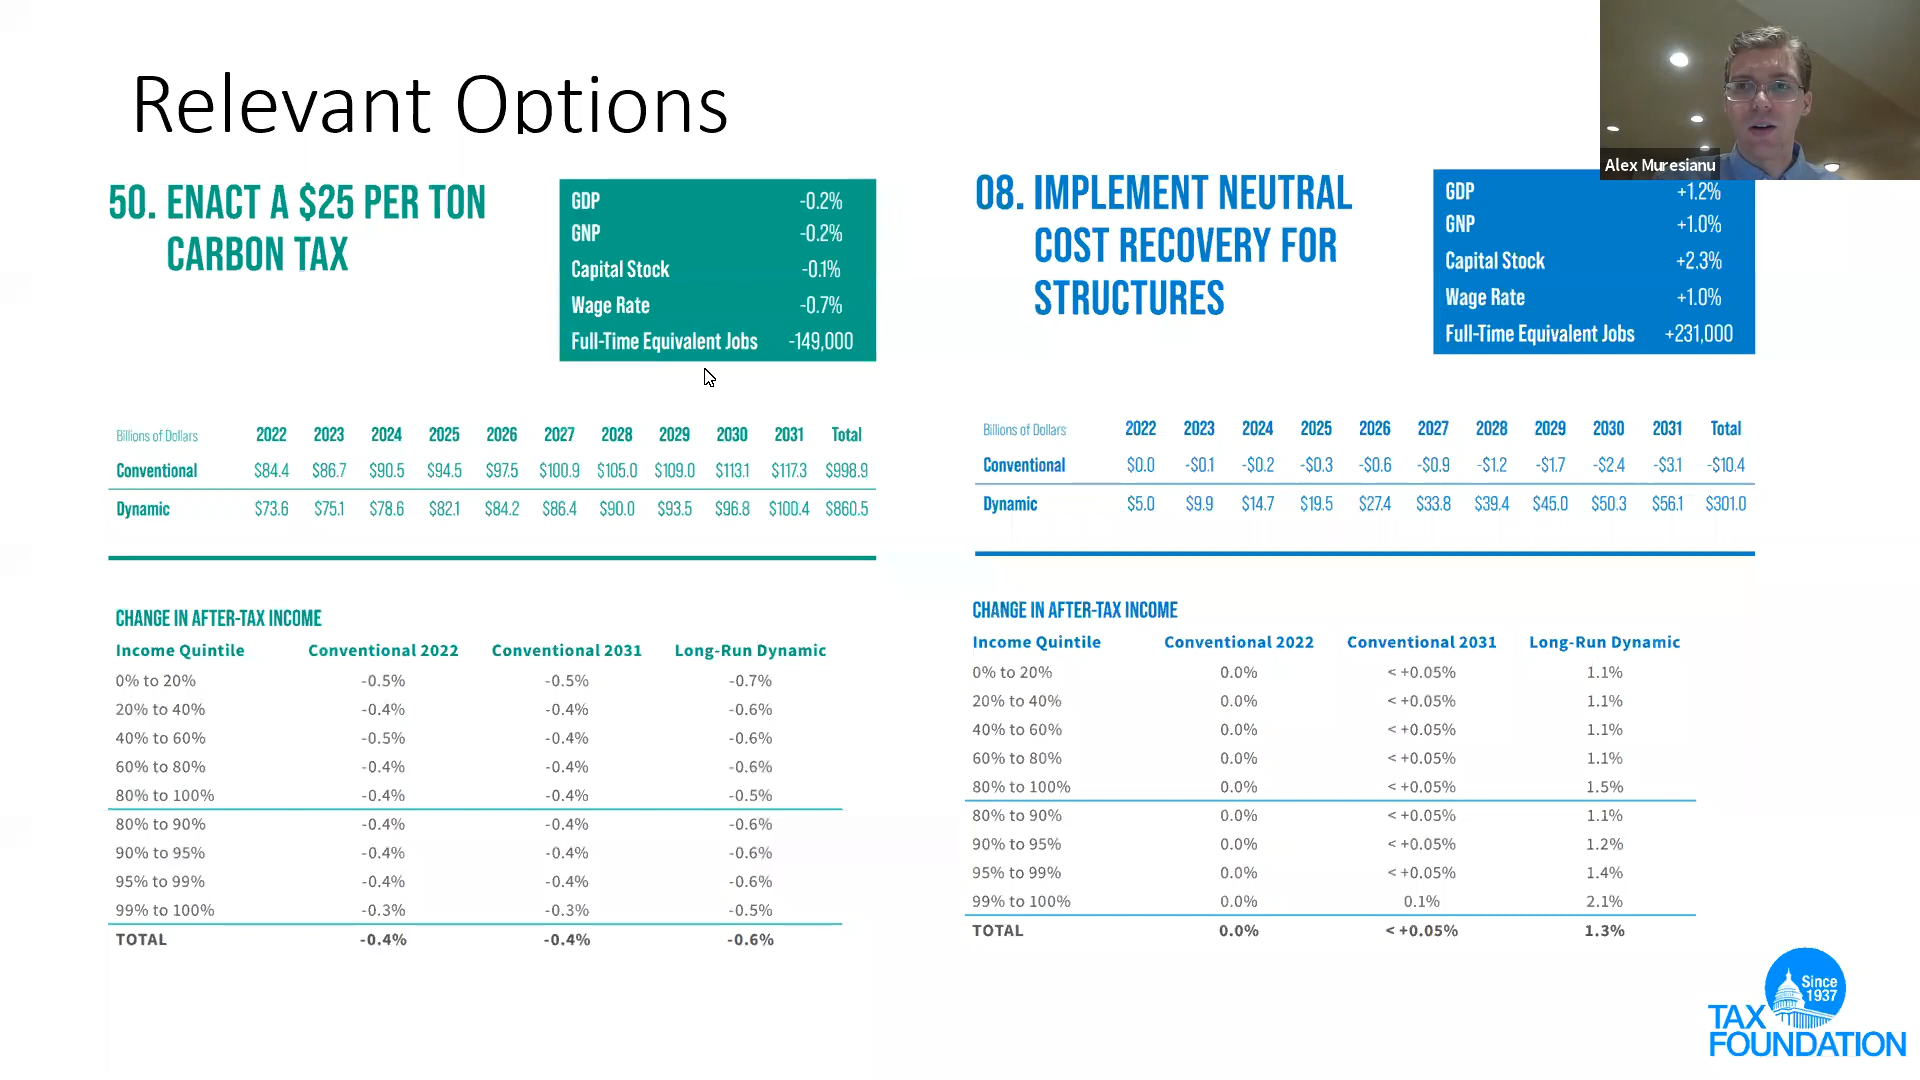 Relevant Options
Alex Muresianu
50. ENACT A $25 PER TON
CARBON TAX
GDP -0.2%
GNP -0.2%
Capital Stock -0.1%
Wage Rate -0.7%
Full-Time Equivalent Jobs -149,000
Billions of Dollars 2022 2023 2024 2025 2026 2027 2028 2029 2030 2031 Total
Conventional $84.4 $86.7 $90.5 $94.5 $97.5 $100.9 $105.0 $109.0 $113.1 $117.3 $998.9
Dynamic $73.6 $75.1 $78.6 $82.1 $84.2 $86.4 $90.0 $93.5 $96.8 $100.4 $860.5
CHANGE IN AFTER-TAX INCOME
Income Quintile Conventional 2022 Conventional 2031 Long-Run Dynamic
0% to 20% -0.5% -0.5% -0.7%
20% to 40% -0.4% -0.4% -0.6%
40% to 60% -0.5% -0.4% -0.6%
60% to 80% -0.4% -0.4% -0.6%
80% to 100% -0.4% -0.4% -0.5%
80% to 90% -0.4% -0.4% -0.6%
90% to 95% -0.4% -0.4% -0.6%
95% to 99% -0.4% -0.4% -0.6%
99% to 100% -0.3% -0.3% -0.5%
TOTAL -0.4% -0.4% -0.6%
08. IMPLEMENT NEUTRAL
COST RECOVERY FOR
STRUCTURES
GDP +1.2%
GNP +1.0%
Capital Stock +2.3%
Wage Rate +1.0%
Full-Time Equivalent Jobs +231,000
Billions of Dollars 2022 2023 2024 2025 2026 2027 2028 2029 2030 2031 Total
Conventional $0.0 -$0.1 -$0.2 -$0.3 -$0.6 -$0.9 -$1.2 -$1.7 -$2.4 -$3.1 -$10.4
Dynamic $5.0 $9.9 $14.7 $19.5 $27.4 $33.8 $39.4 $45.0 $50.3 $56.1 $301.0
CHANGE IN AFTER-TAX INCOME
Income Quintile Conventional 2022 Conventional 2031 Long-Run Dynamic
0% to 20% 0.0% < +0.05% 1.1%
20% to 40% 0.0% < +0.05% 1.1%
40% to 60% 0.0% < +0.05% 1.1%
60% to 80% 0.0% < +0.05% 1.1%
80% to 100% 0.0% < +0.05% 1.5%
80% to 90% 0.0% < +0.05% 1.1%
90% to 95% 0.0% < +0.05% 1.2%
95% to 99% 0.0% < +0.05% 1.4%
99% to 100% 0.0% 0.1% 2.1%
TOTAL 0.0% < +0.05% 1.3%
Since
1937
TAX
FOUNDATION